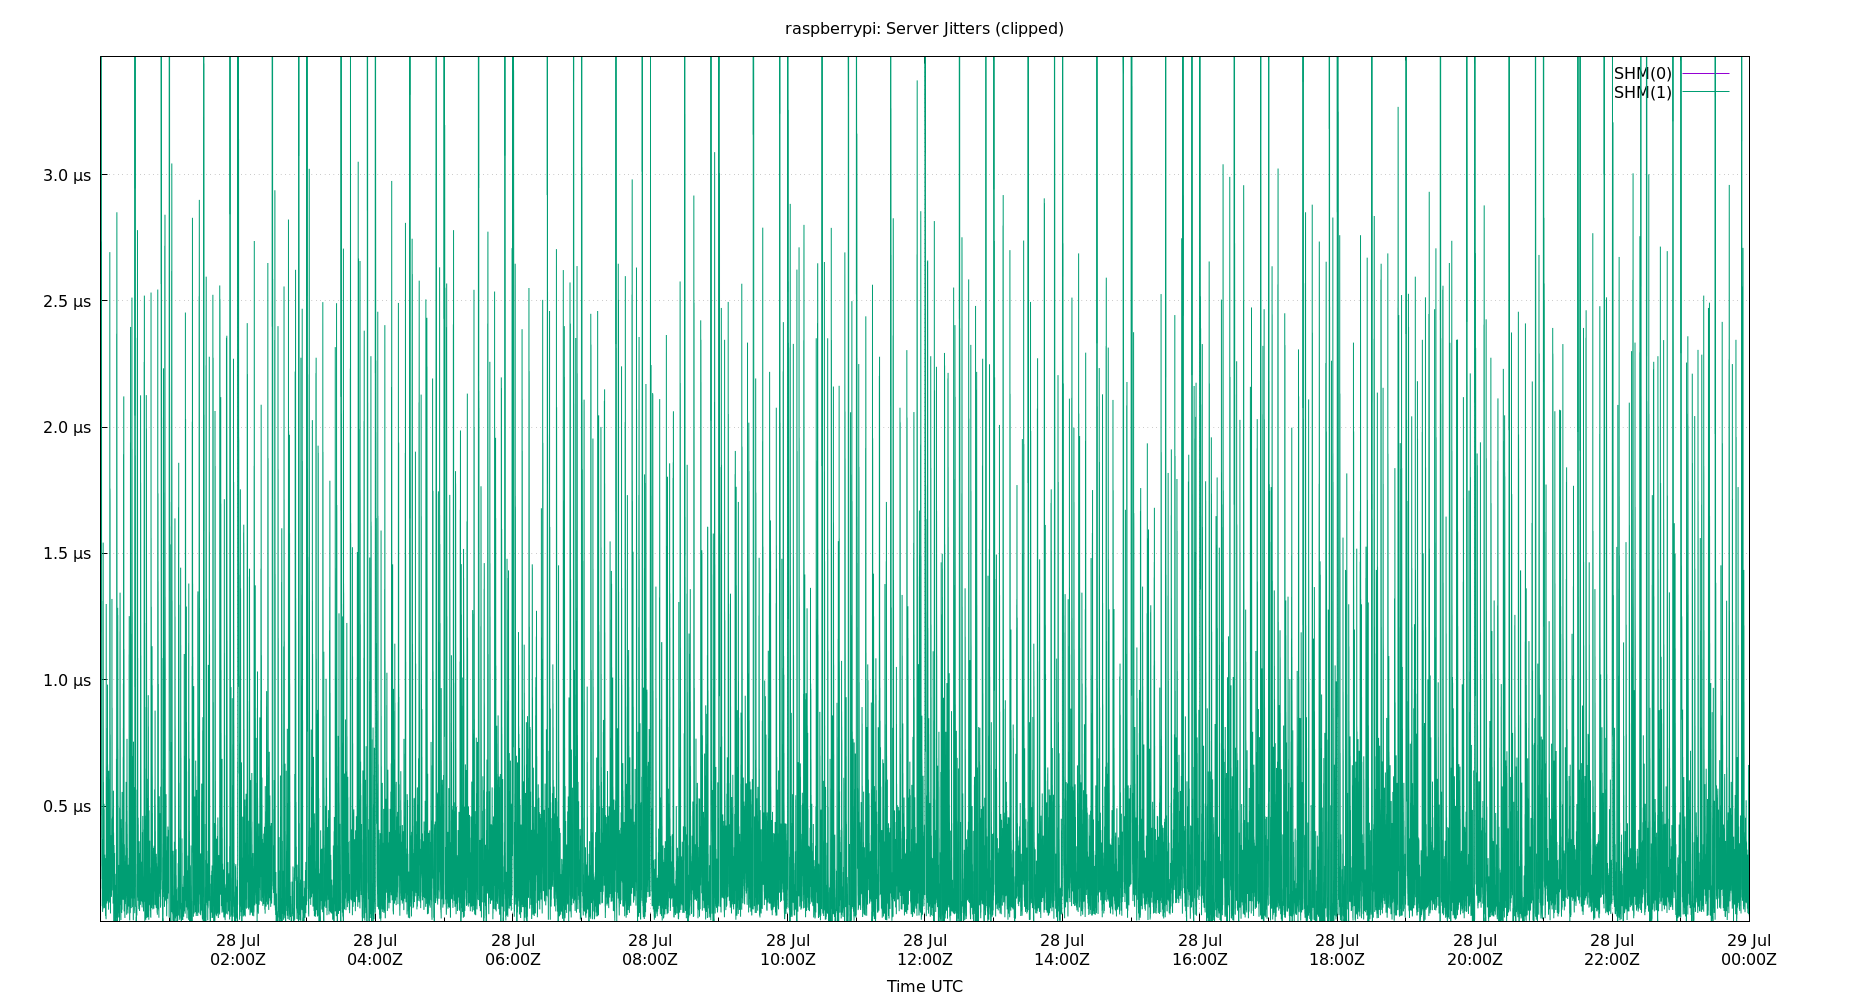 raspberrypi: Server Jitters (clipped)
SHM(0)
SHM(1)
3.0 µs
2.5 µs
2.0 µs
1.5 µs
1.0 µs
0.5 µs
28 Jul 28 Jul 28 Jul 28 Jul 28 Jul 28 Jul 28 Jul 28 Jul 28 Jul 28 Jul 28 Jul 29 Jul
02:00Z 04:00Z 06:00Z 08:00Z 10:00Z 12:00Z 14:00Z 16:00Z 18:00Z 20:00Z 22:00Z 00:00Z
Time UTC